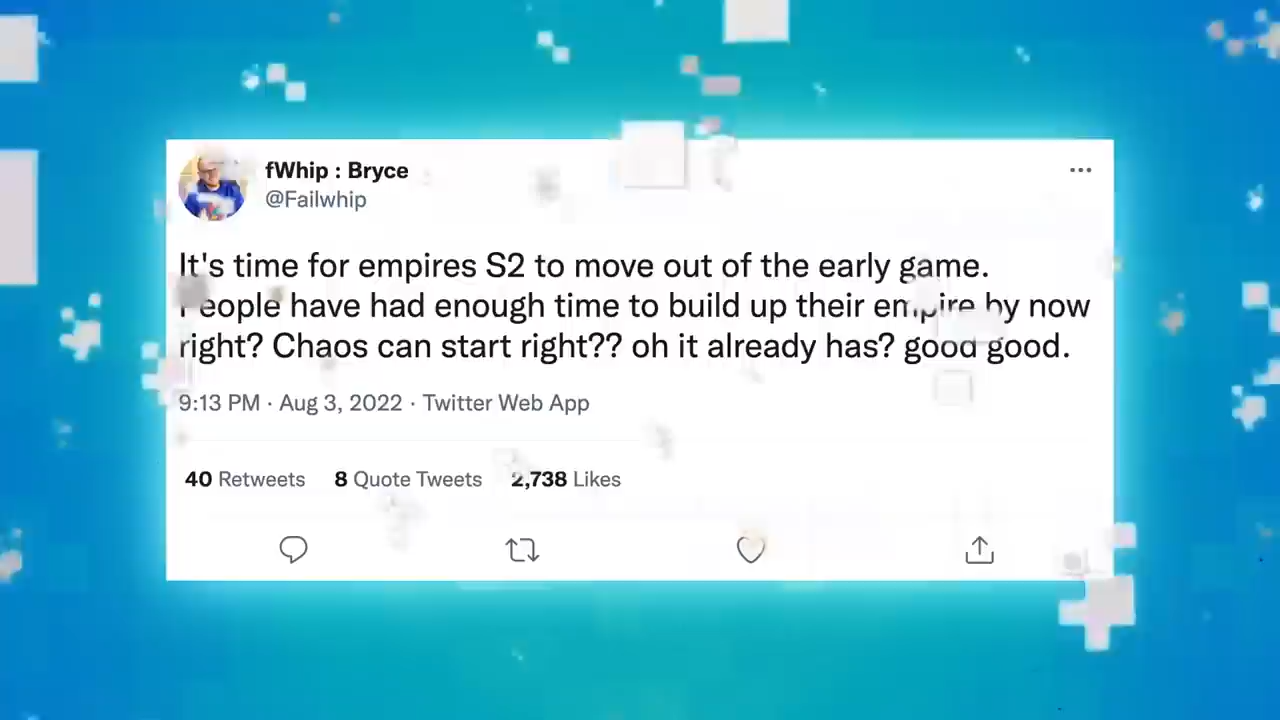 fWhip : Bryce
@Failwhip
It's time for empires S2 to move out of the early game.
People have had enough time to build up their empire by now
right? Chaos can start right?? oh it already has? good good.
9:13 PM · Aug 3, 2022 · Twitter Web App
40 Retweets 8 Quote Tweets 2,738 Likes